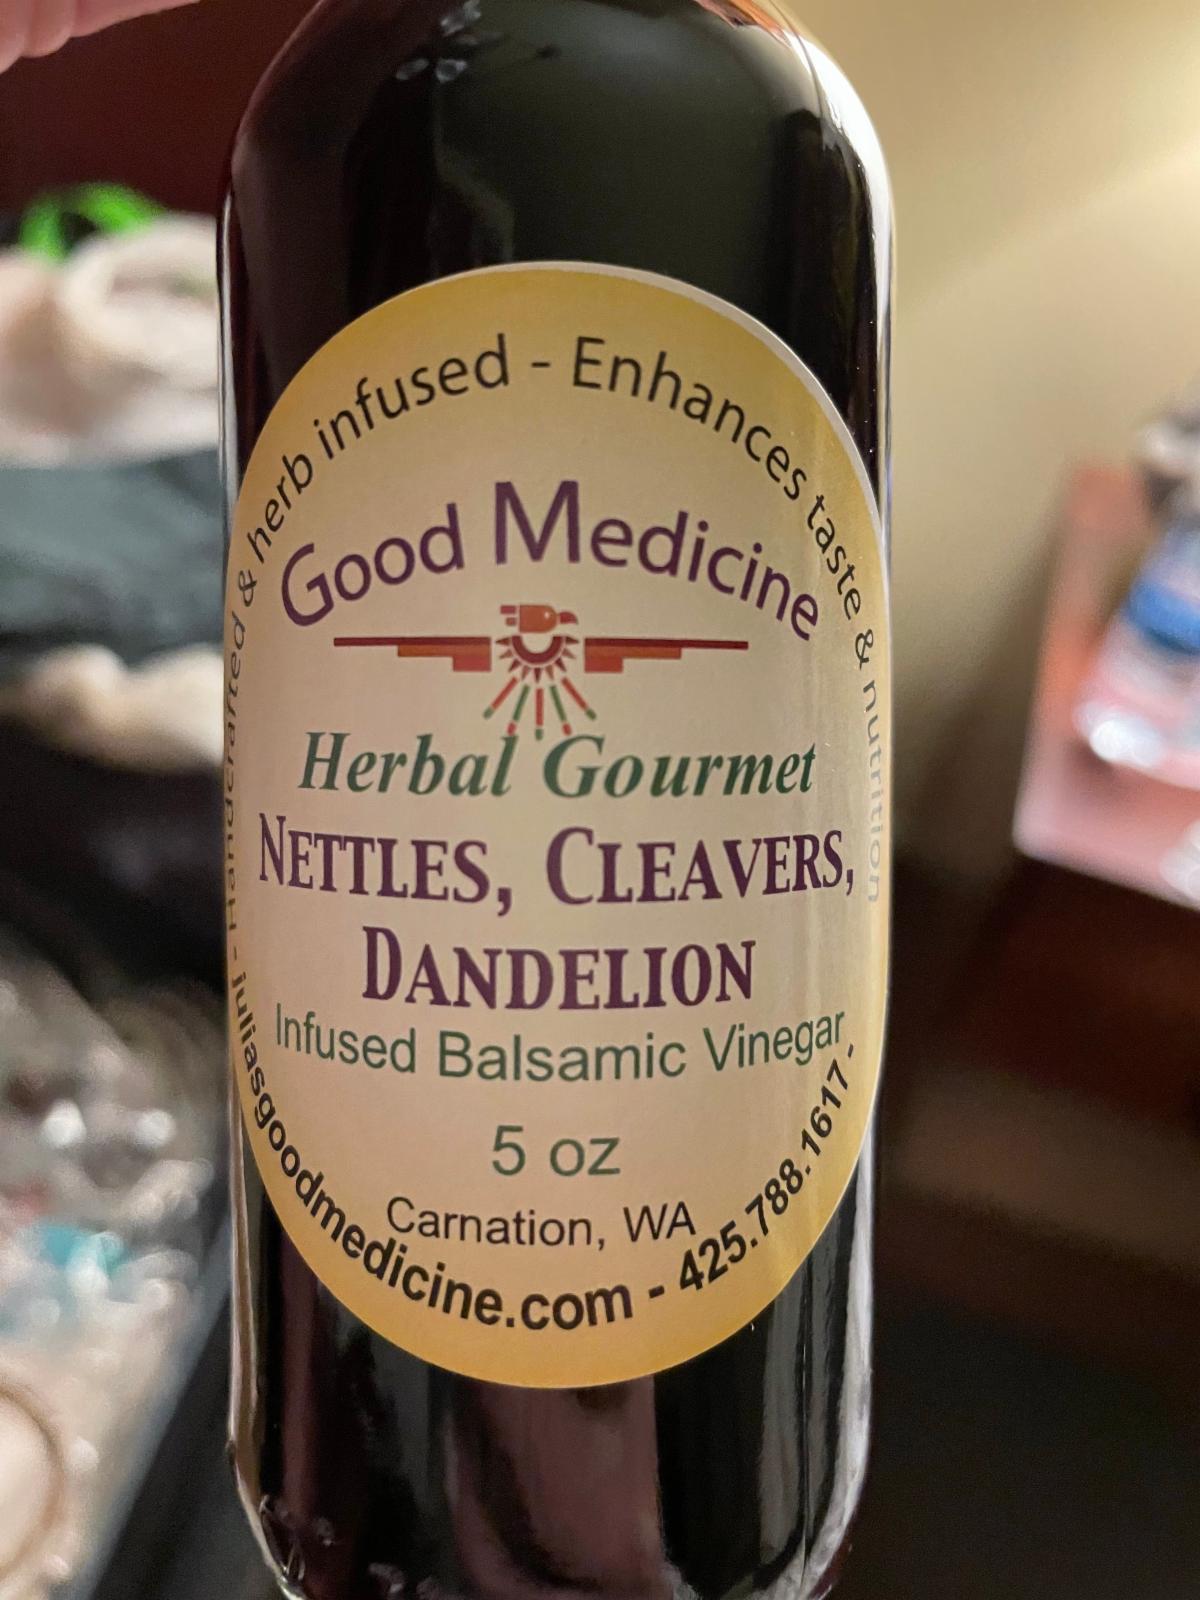 Handcrafted & herb infused - Enhances taste & nutrition
Good Medicine
Herbal Gourmet
NETTLES, CLEAVERS,
DANDELION
Infused Balsamic Vinegar
5 oz
Carnation, WA
- juliasgoodmedicine.com - 425.788.1617 -